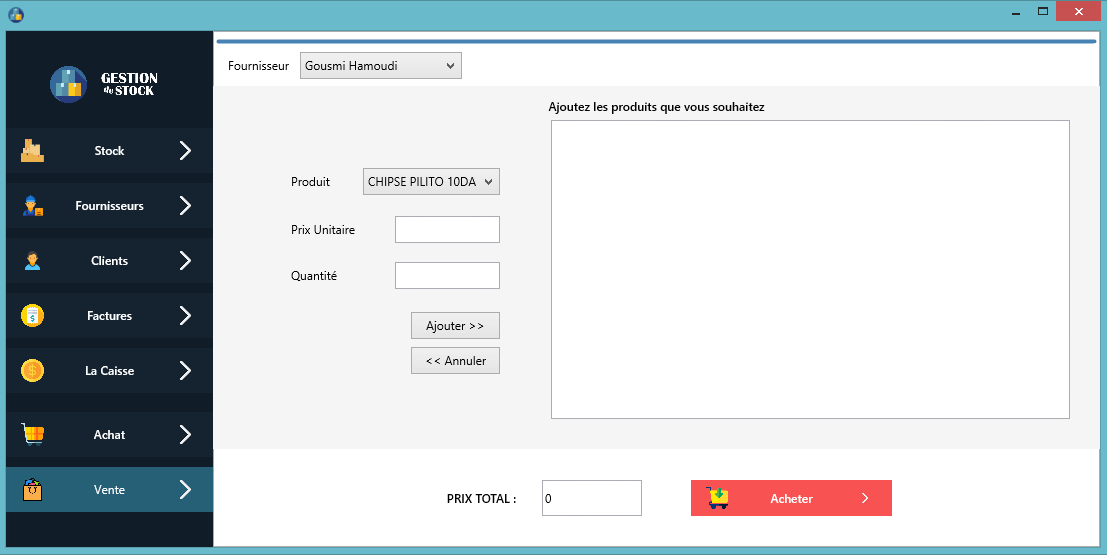 GESTION
du STOCK
Stock
Fournisseurs
Clients
Factures
La Caisse
Achat
Vente
Fournisseur
Gousmi Hamoudi
Ajoutez les produits que vous souhaitez
Produit
CHIPSE PILITO 10DA
Prix Unitaire
Quantité
Ajouter >>
<< Annuler
PRIX TOTAL :
0
Acheter